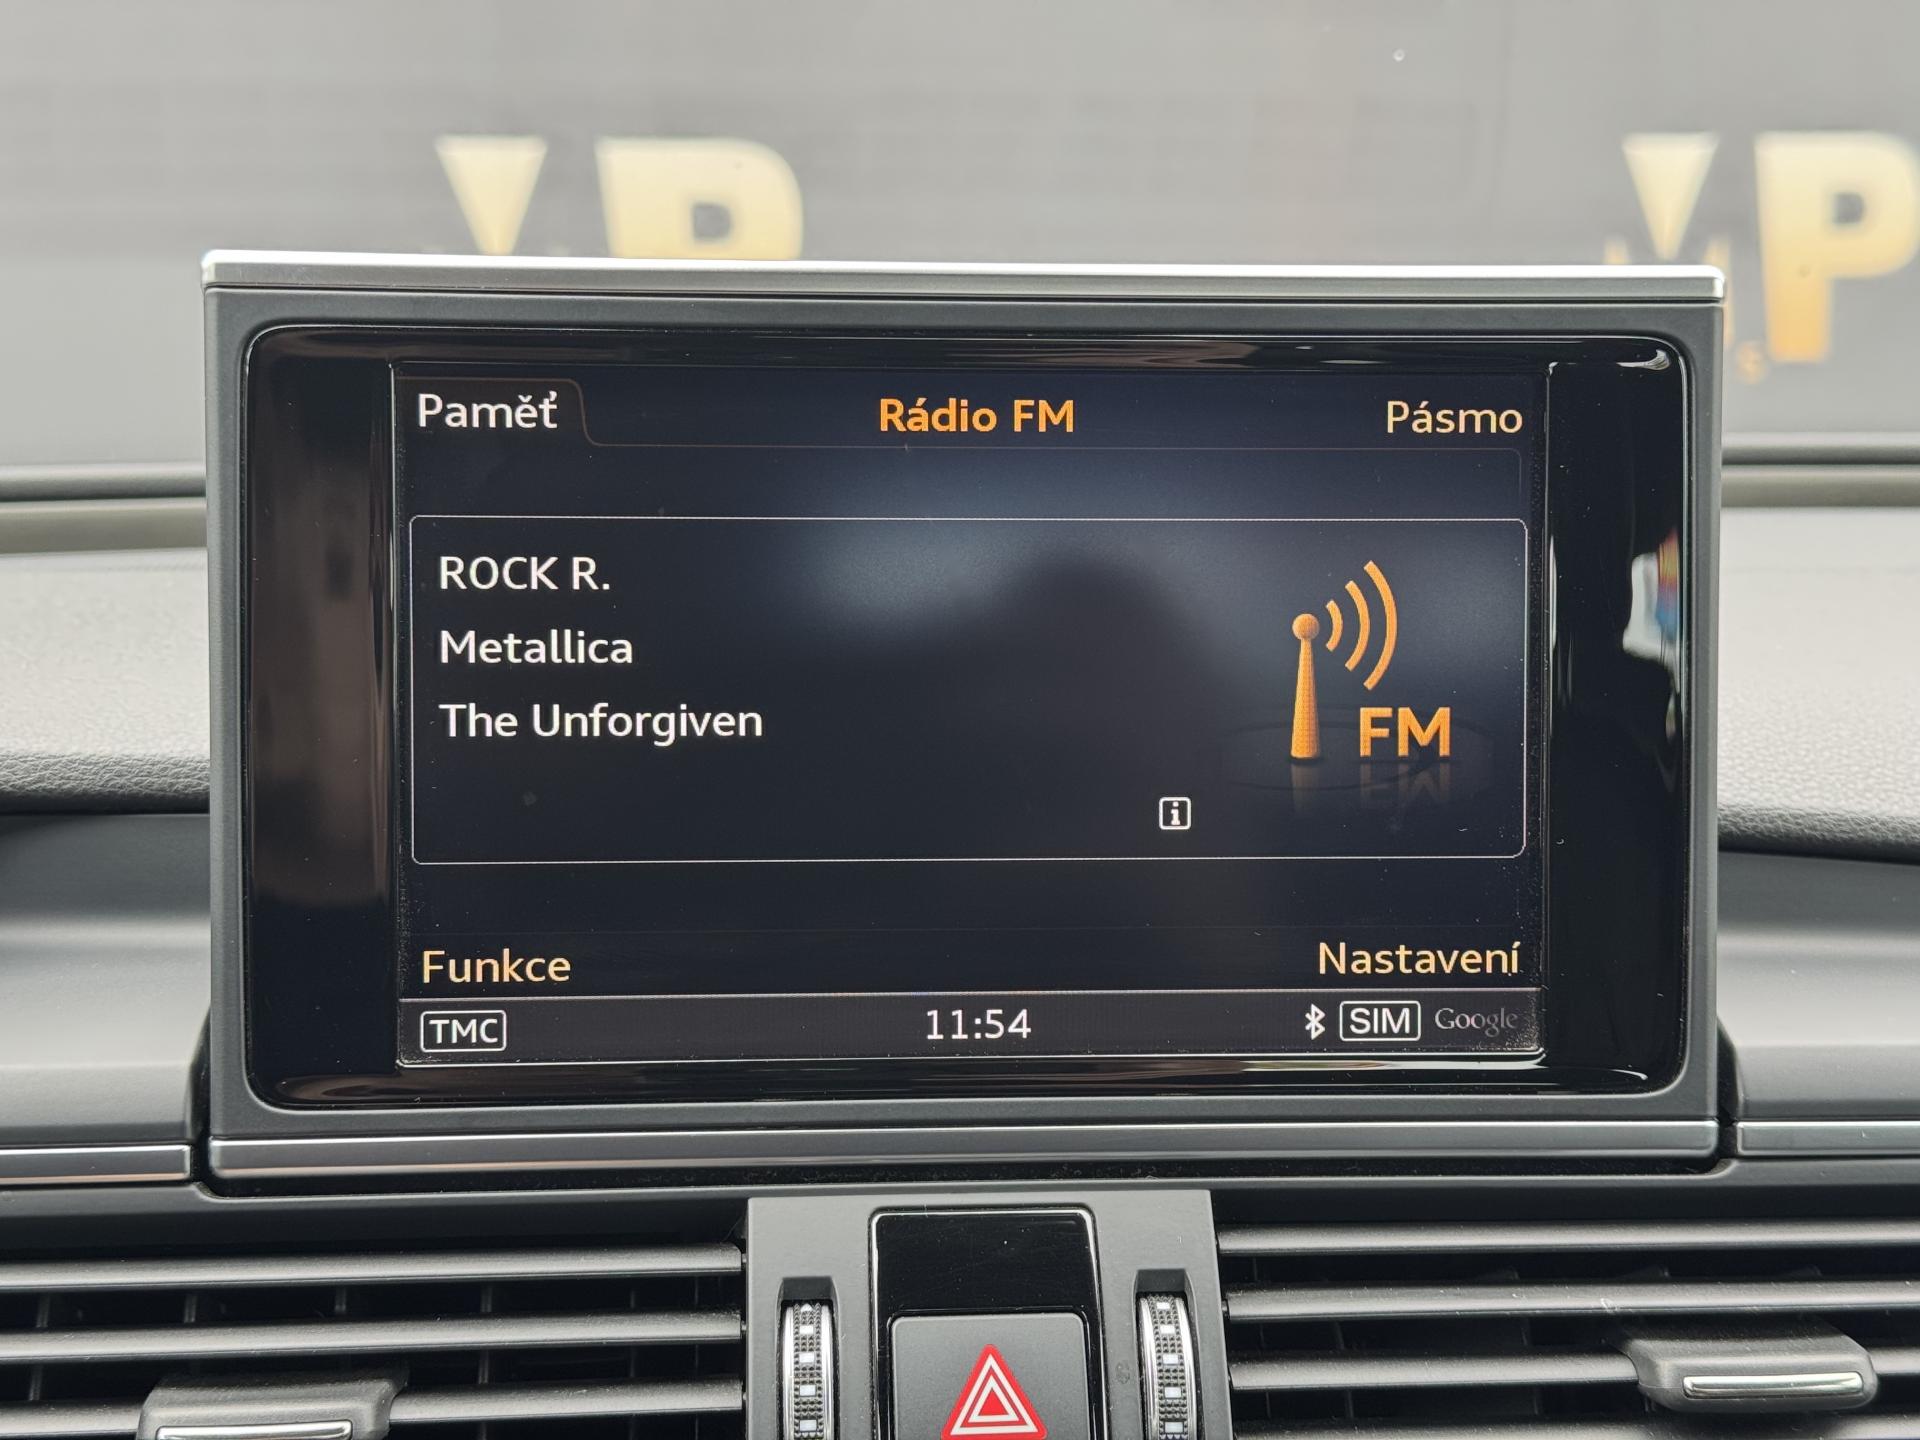 P
P
Paměť
Rádio FM
Pásmo
ROCK R.
Metallica
The Unforgiven
FM
i
Funkce
Nastavení
TMC
11:54
SIM
Google